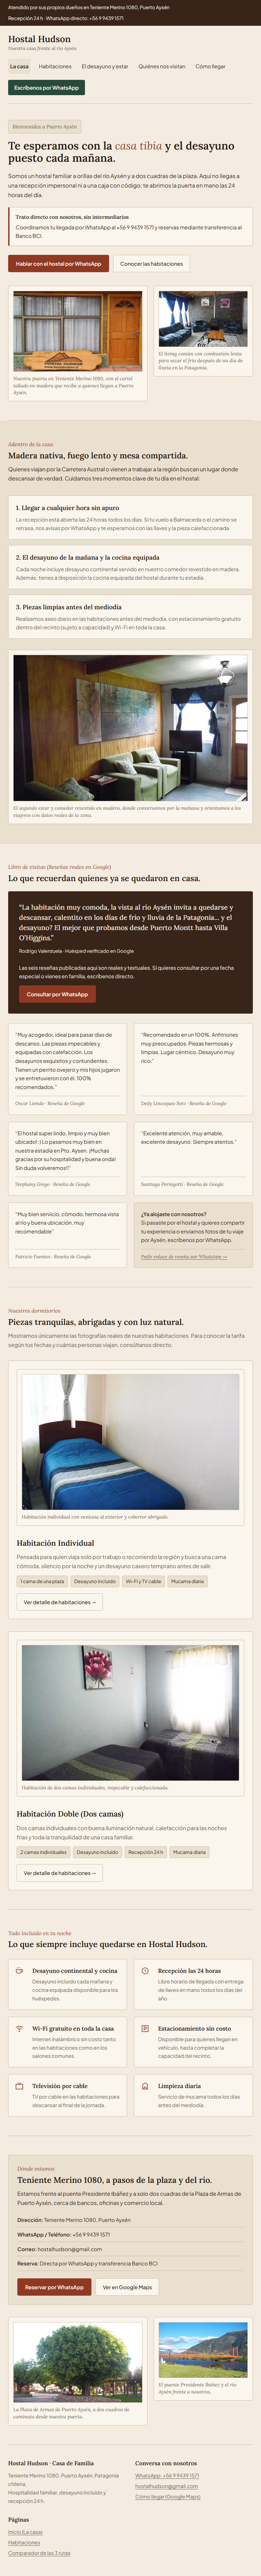 Atendido por sus propios dueños en Teniente Merino 1080, Puerto Aysén
Recepción 24 h · WhatsApp directo: +56 9 9439 1571
Hostal Hudson
Nuestra casa frente al río Aysén
La casa Habitaciones El desayuno y estar Quiénes nos visitan Cómo llegar
Escríbenos por WhatsApp
Bienvenidos a Puerto Aysén
Te esperamos con la casa tibia y el desayuno
puesto cada mañana.
Somos un hostal familiar a orillas del río Aysén y a dos cuadras de la plaza. Aquí no llegas a
una recepción impersonal ni a una caja con código: te abrimos la puerta en persona las 24 horas
del día.
Trato directo con nosotros, sin intermediarios
Coordinamos tu llegada por WhatsApp al +56 9 9439 1571 y reservas mediante transferencia al
Banco BCI.
Hablar con el hostal por WhatsApp
Conocer las habitaciones
Nuestra puerta en Teniente Merino 1080, con el cartel
tallado en madera que recibe a quienes llegan a Puerto
Aysén.
El living común con combustión lenta
para secar el frío después de un día de
lluvia en la Patagonia.
Adentro de la casa
Madera nativa, fuego lento y mesa compartida.
Quienes viajan por la Carretera Austral o vienen a trabajar a la región buscan un lugar donde
descansar de verdad. Cuidamos tres momentos clave de tu día en el hostal:
1. Llegar a cualquier hora sin apuro
La recepción está abierta las 24 horas todos los días. Si tu vuelo a Balmaceda o el camino se
retrasa, nos avisas por WhatsApp y te esperamos con las llaves y la pieza calefaccionada.
2. El desayuno de la mañana y la cocina equipada
Cada noche incluye desayuno continental servido en nuestro comedor revestido en madera.
Además, tienes a disposición la cocina equipada del hostal durante tu estadía.
3. Piezas limpias antes del mediodía
Realizamos aseo diario en las habitaciones antes del mediodía, con estacionamiento gratuito
dentro del recinto (sujeto a capacidad) y Wi-Fi en toda la casa.
El segundo estar y comedor revestido en madera, donde conversamos por la mañana y orientamos a los
viajeros con datos reales de la zona.
Libro de visitas (Reseñas reales en Google)
Lo que recuerdan quienes ya se quedaron en casa.
“La habitación muy comoda, la vista al río Aysén invita a quedarse y
descansar, calentito en los días de frío y lluvia de la Patagonia... y el
desayuno? El mejor que probamos desde Puerto Montt hasta Villa
O'Higgins.”
Rodrigo Valenzuela · Huésped verificado en Google
Las seis reseñas publicadas aquí son reales y textuales. Si quieres consultar por una fecha
especial o vienes en familia, escríbenos directo.
Consultar por WhatsApp
“Muy acogedor, ideal para pasar días de
descanso. Las piezas impecables y
equipadas con calefacción. Los
desayunos exquisitos y contundentes.
Tienen un perrito ovejero y mis hijos jugaron
y se entretuvieron con él. 100%
recomendados.”
Oscar Liendo · Reseña de Google
“Recomendado en un 100%. Anfitriones
muy preocupados. Piezas hermosas y
limpias. Lugar céntrico. Desayuno muy
rico.”
Deidy Lincoqueo Soto · Reseña de Google
“El hostal super lindo, limpio y muy bien
ubicado! :) Lo pasamos muy bien en
nuestra estadía en Pto. Aysen. ¡Muchas
gracias por su hospitalidad y buena onda!
Sin duda volveremos!!”
Stephany Crings · Reseña de Google
“Excelente atención, muy amable,
excelente desayuno. Siempre atentos.”
Santiago Pernigotti · Reseña de Google
“Muy bien servicio, cómodo, hermosa vista
al río y buena ubicación, muy
recomendable”
Patricio Fuentes · Reseña de Google
¿Ya alojaste con nosotros?
Si pasaste por el hostal y quieres compartir
tu experiencia o enviarnos fotos de tu viaje
por Aysén, escríbenos por WhatsApp.
Pedir enlace de reseña por WhatsApp →
Nuestros dormitorios
Piezas tranquilas, abrigadas y con luz natural.
Mostramos únicamente las fotografías reales de nuestras habitaciones. Para conocer la tarifa
según tus fechas y cuántas personas viajan, consúltanos directo.
Habitación individual con ventana al exterior y cobertor abrigado.
Habitación Individual
Pensada para quien viaja solo por trabajo o recorriendo la región y busca una cama
cómoda, silencio por la noche y un desayuno casero temprano antes de salir.
1 cama de una plaza Desayuno incluido Wi-Fi y TV cable Mucama diaria
Ver detalle de habitaciones →
Habitación de dos camas individuales, impecable y calefaccionada.
Habitación Doble (Dos camas)
Dos camas individuales con buena iluminación natural, calefacción para las noches
frías y toda la tranquilidad de una casa familiar.
2 camas individuales Desayuno incluido Recepción 24 h Mucama diaria
Ver detalle de habitaciones →
Todo incluido en tu noche
Lo que siempre incluye quedarse en Hostal Hudson.
Desayuno continental y cocina
Desayuno incluido cada mañana y
cocina equipada disponible para los
huéspedes.
Recepción las 24 horas
Libre horario de llegada con entrega
de llaves en mano todos los días del
año.
Wi-Fi gratuito en toda la casa
Internet inalámbrico sin costo tanto
en las habitaciones como en los
salones comunes.
Estacionamiento sin costo
Disponible para quienes llegan en
vehículo, hasta completar la
capacidad del recinto.
Televisión por cable
TV por cable en las habitaciones para
descansar al final de la jornada.
Limpieza diaria
Servicio de mucama todos los días
antes del mediodía.
Dónde estamos
Teniente Merino 1080, a pasos de la plaza y del río.
Estamos frente al puente Presidente Ibáñez y a solo dos cuadras de la Plaza de Armas de
Puerto Aysén, cerca de bancos, oficinas y comercio local.
Dirección: Teniente Merino 1080, Puerto Aysén
WhatsApp / Teléfono: +56 9 9439 1571
Correo: hostalhudson@gmail.com
Reserva: Directa por WhatsApp y transferencia Banco BCI
Reservar por WhatsApp
Ver en Google Maps
La Plaza de Armas de Puerto Aysén, a dos cuadras de
caminata desde nuestra puerta.
El puente Presidente Ibáñez y el río
Aysén frente a nosotros.
Hostal Hudson · Casa de Familia
Teniente Merino 1080, Puerto Aysén, Patagonia
chilena.
Hospitalidad familiar, desayuno incluido y
recepción 24 h.
Conversa con nosotros
WhatsApp: +56 9 9439 1571
hostalhudson@gmail.com
Cómo llegar (Google Maps)
Páginas
Inicio (La casa)
Habitaciones
Comparador de las 3 rutas